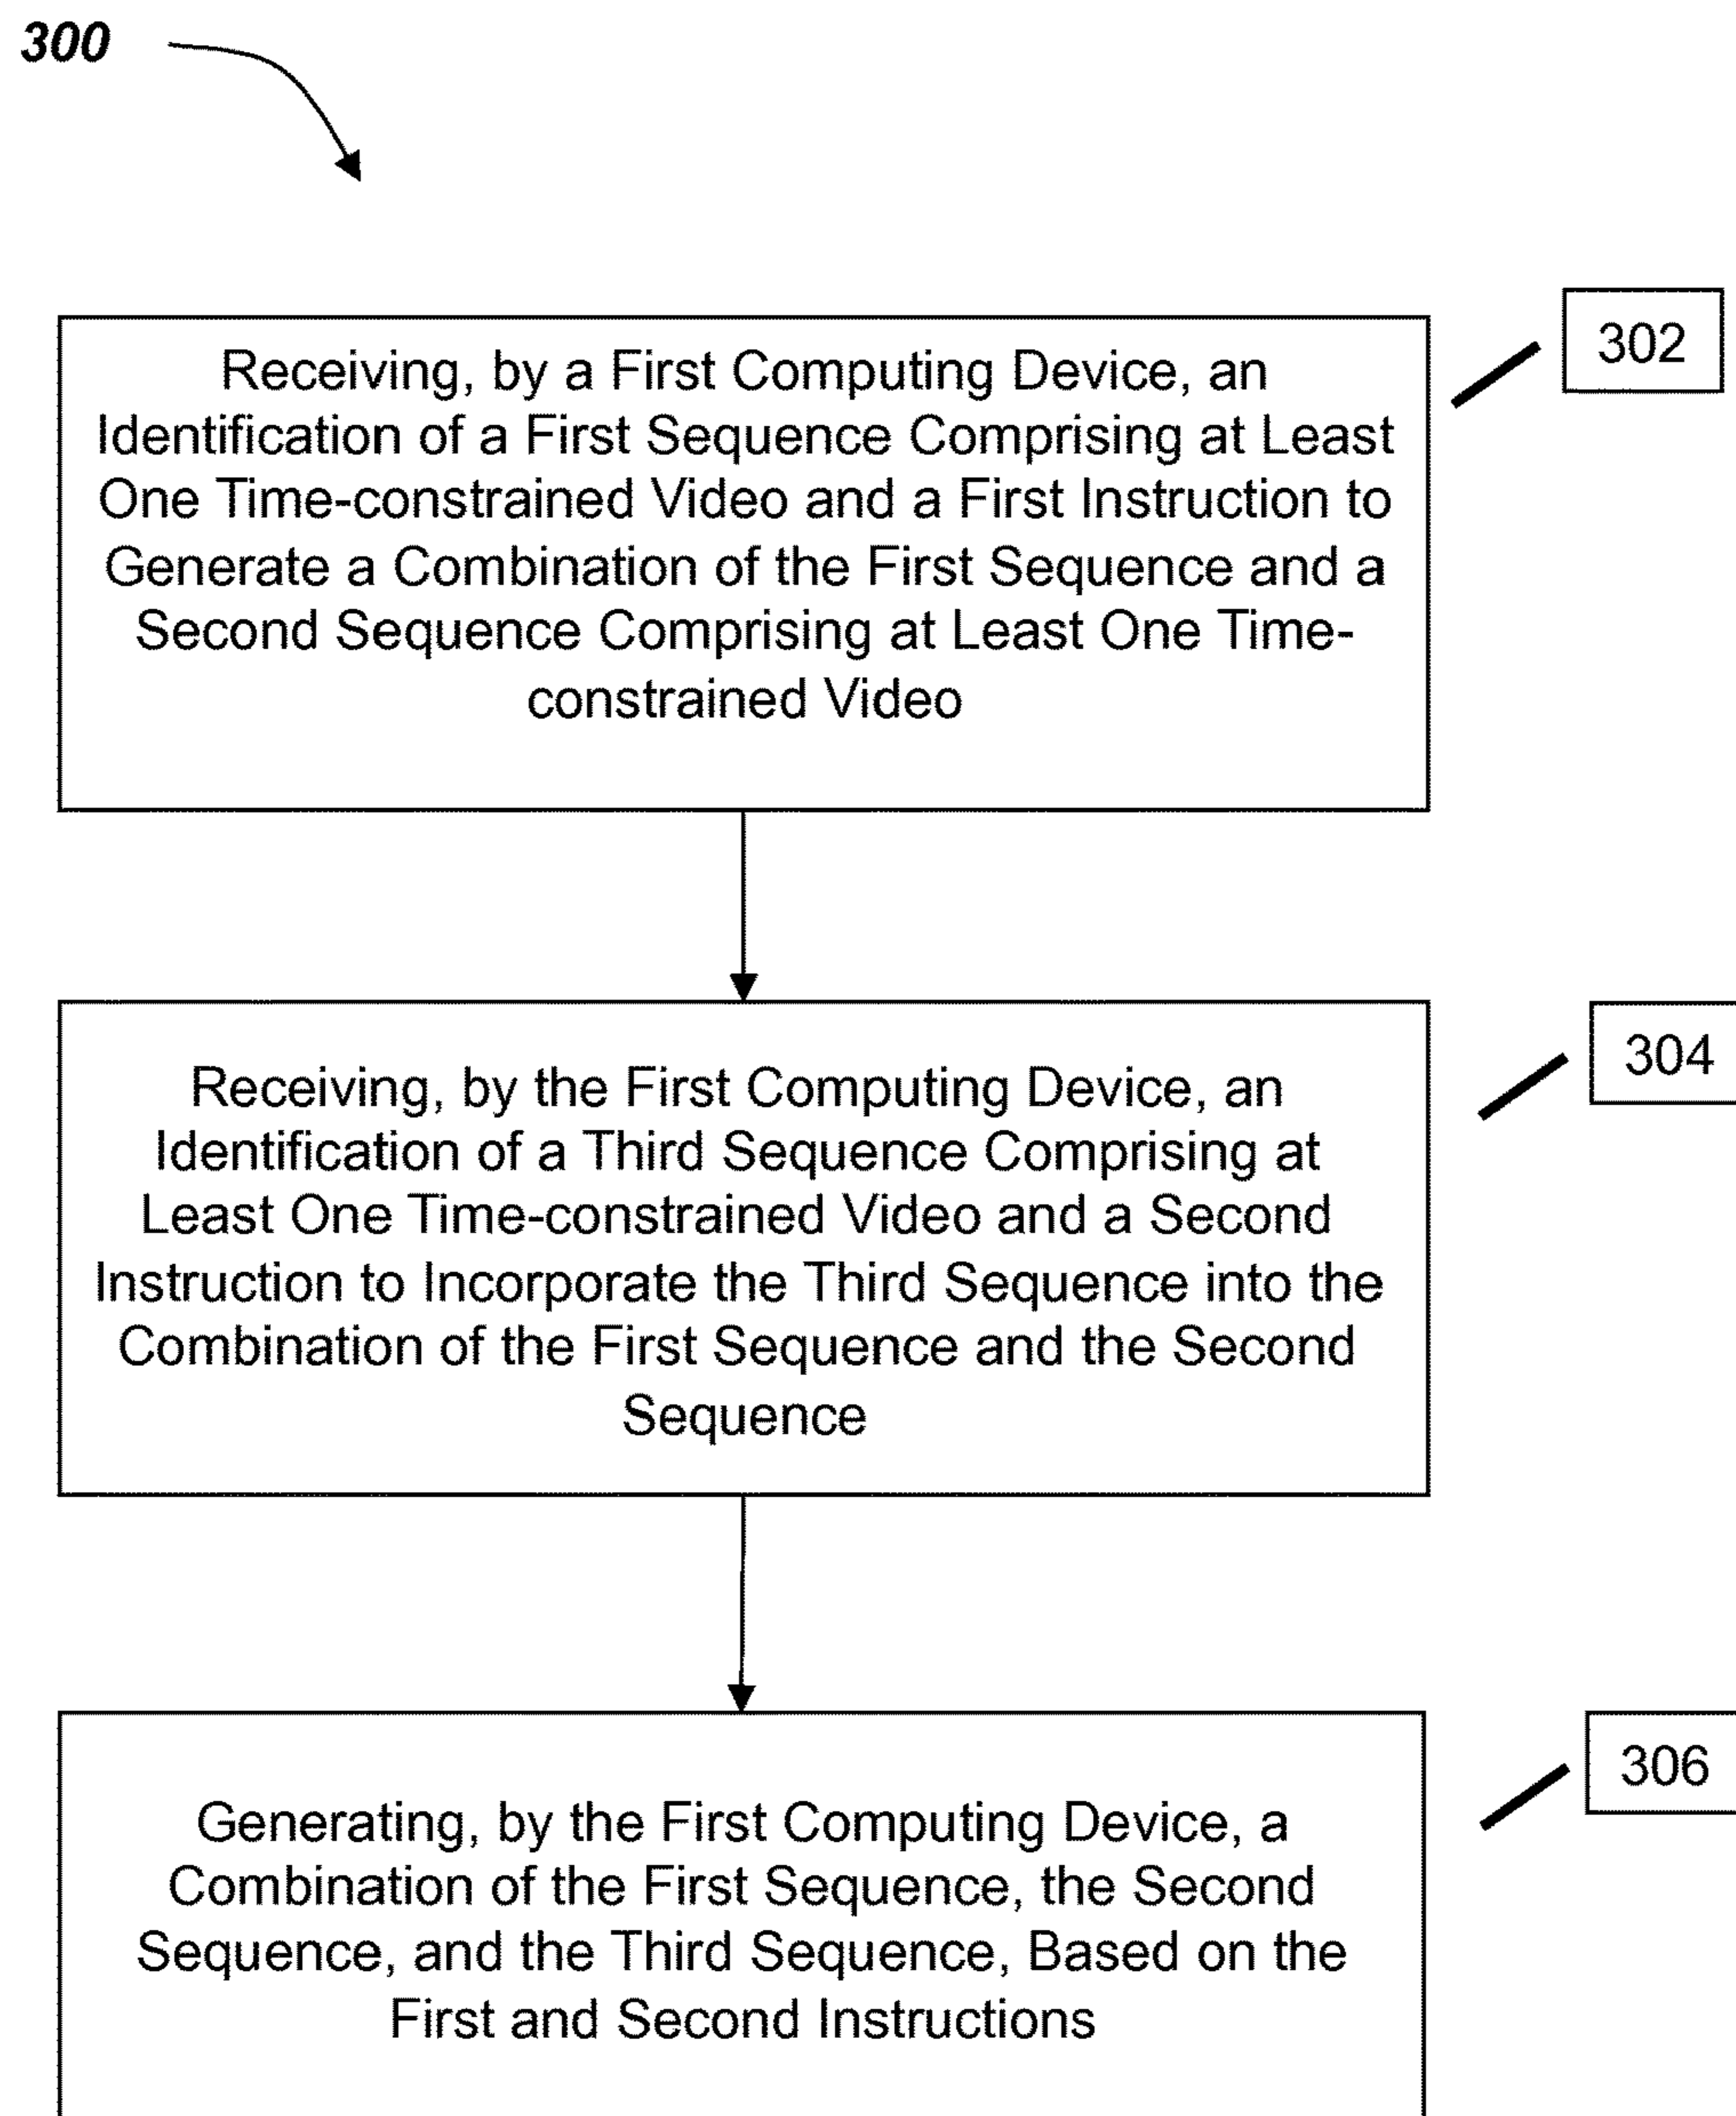 300
302
Receiving, by a First Computing Device, an
Identification of a First Sequence Comprising at Least
One Time-constrained Video and a First Instruction to
Generate a Combination of the First Sequence and a
Second Sequence Comprising at Least One Time-
constrained Video
304
Receiving, by the First Computing Device, an
Identification of a Third Sequence Comprising at
Least One Time-constrained Video and a Second
Instruction to Incorporate the Third Sequence into the
Combination of the First Sequence and the Second
Sequence
306
Generating, by the First Computing Device, a
Combination of the First Sequence, the Second
Sequence, and the Third Sequence, Based on the
First and Second Instructions